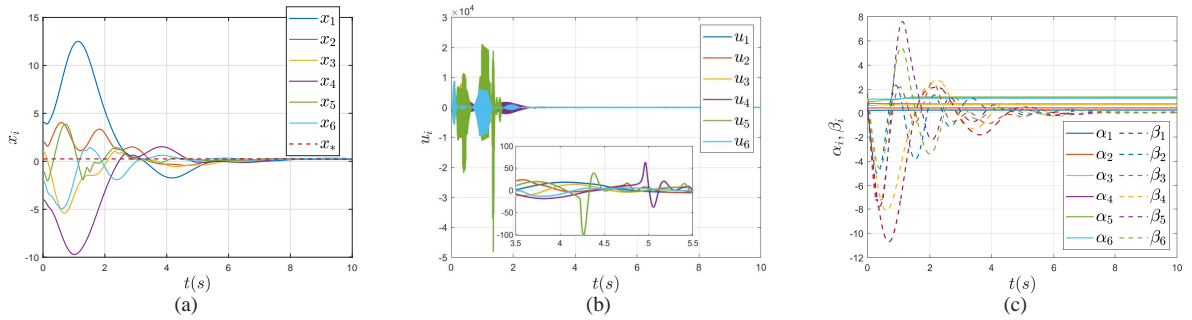 15
10
5
0
-5
-10
0 2 4 6 8 10
x_i
t(s)
x_1
x_2
x_3
x_4
x_5
x_6
x_*
(a)
3 ×10^4
2
1
0
-1
-2
-3
-4
-5
0 2 4 6 8 10
u_i
t(s)
u_1
u_2
u_3
u_4
u_5
u_6
100
50
0
-50
-100
3.5 4 4.5 5 5.5
(b)
8
6
4
2
0
-2
-4
-6
-8
-10
-12
0 2 4 6 8 10
α_i, β_i
t(s)
α_1 β_1
α_2 β_2
α_3 β_3
α_4 β_4
α_5 β_5
α_6 β_6
(c)